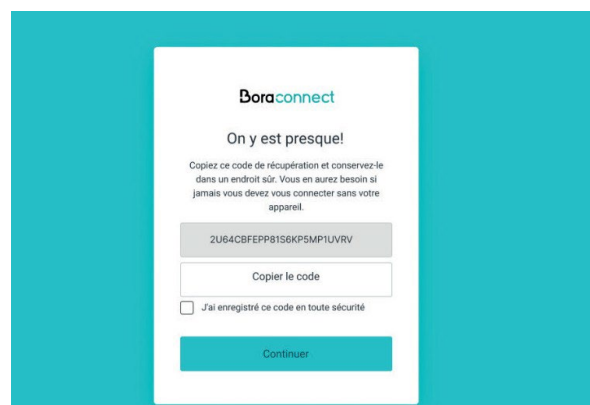 Boraconnect
On y est presque!
Copiez ce code de récupération et conservez-le
dans un endroit sûr. Vous en aurez besoin si
jamais vous devez vous connecter sans votre
appareil.
2U64CBFEPP81S6KP5MP1UVRV
Copier le code
J'ai enregistré ce code en toute sécurité
Continuer